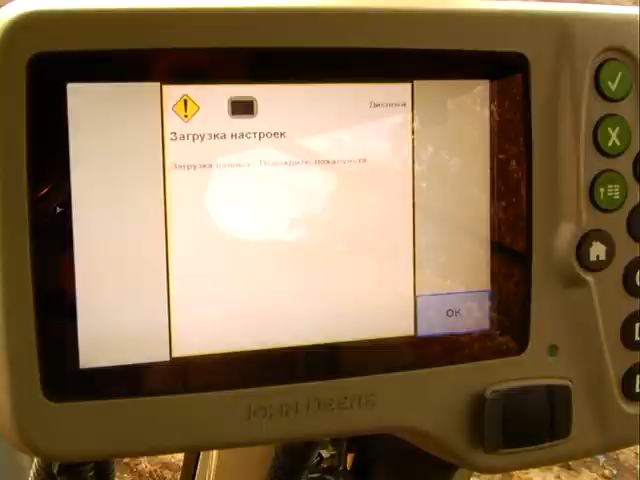 Дисплей
Загрузка настроек
Загрузка данных. Подождите, пожалуйста.
OK
JOHN DEERE